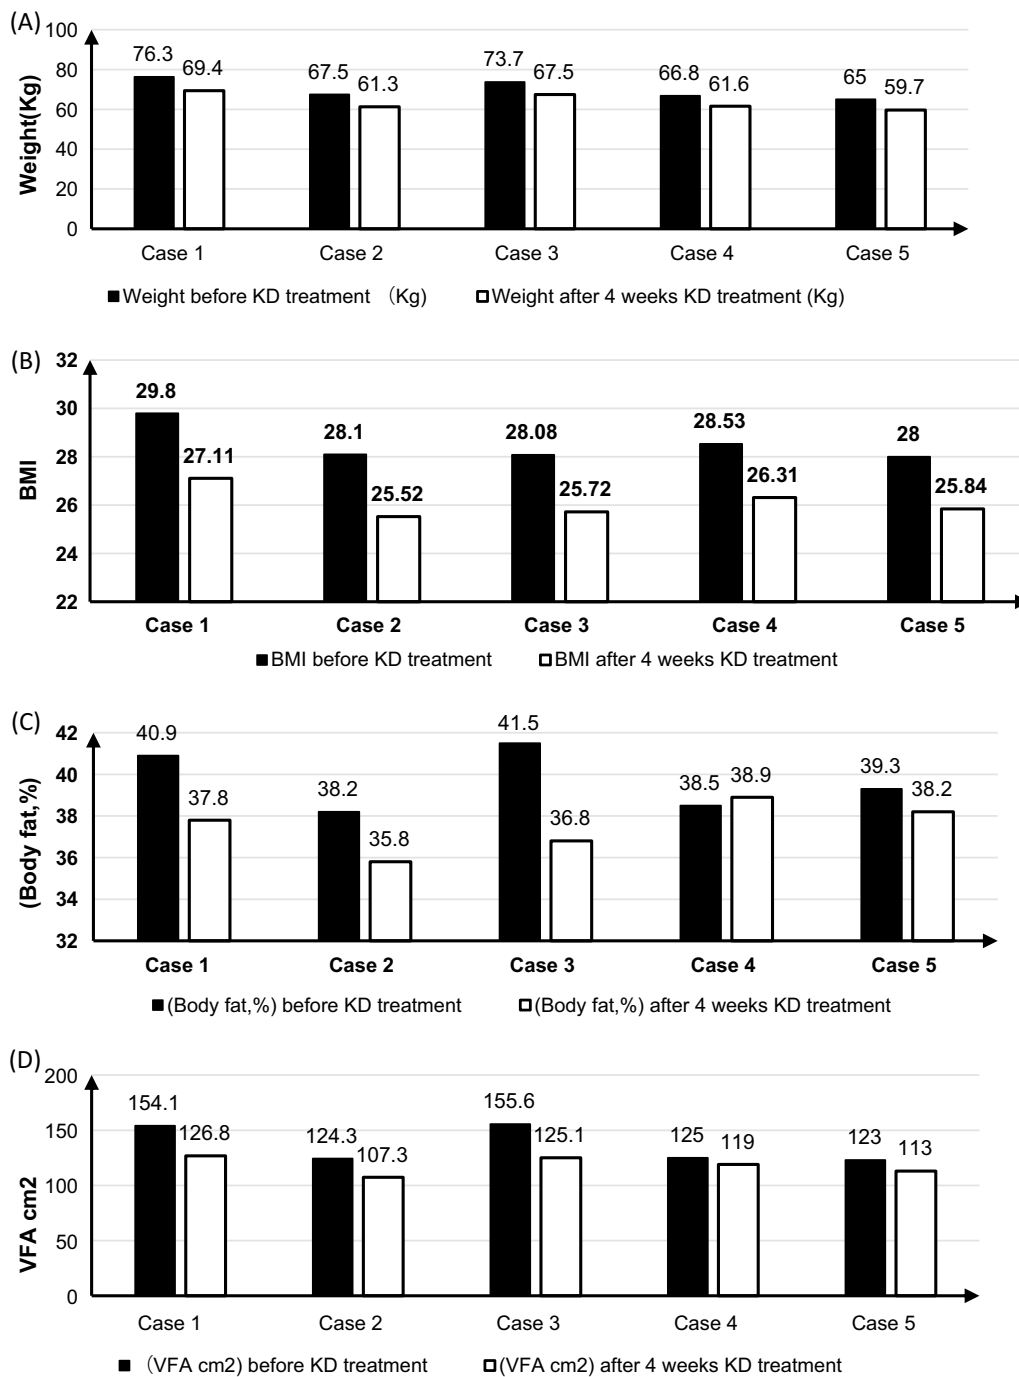 (A)
100
80
60
40
20
0
Weight(Kg)
76.3 69.4 67.5 61.3 73.7 67.5 66.8 61.6 65 59.7
Case 1 Case 2 Case 3 Case 4 Case 5
Weight before KD treatment （Kg) Weight after 4 weeks KD treatment (Kg)
(B)
32
30
28
26
24
22
BMI
29.8 27.11 28.1 25.52 28.08 25.72 28.53 26.31 28 25.84
Case 1 Case 2 Case 3 Case 4 Case 5
BMI before KD treatment BMI after 4 weeks KD treatment
(C)
42
40
38
36
34
32
(Body fat,%)
40.9 37.8 38.2 35.8 41.5 36.8 38.5 38.9 39.3 38.2
Case 1 Case 2 Case 3 Case 4 Case 5
(Body fat,%) before KD treatment (Body fat,%) after 4 weeks KD treatment
(D)
200
150
100
50
0
VFA cm2
154.1 126.8 124.3 107.3 155.6 125.1 125 119 123 113
Case 1 Case 2 Case 3 Case 4 Case 5
（VFA cm2) before KD treatment (VFA cm2) after 4 weeks KD treatment